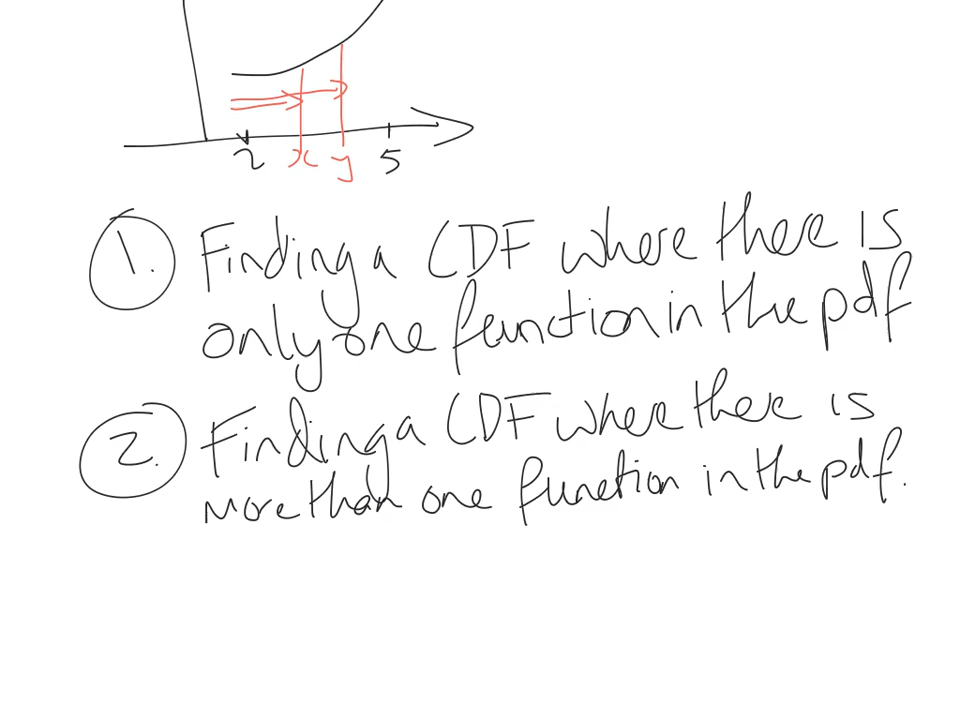 2 x y 5
1. Finding a CDF where there is
only one function in the pdf
2. Finding a CDF where there is
more than one function in the pdf.